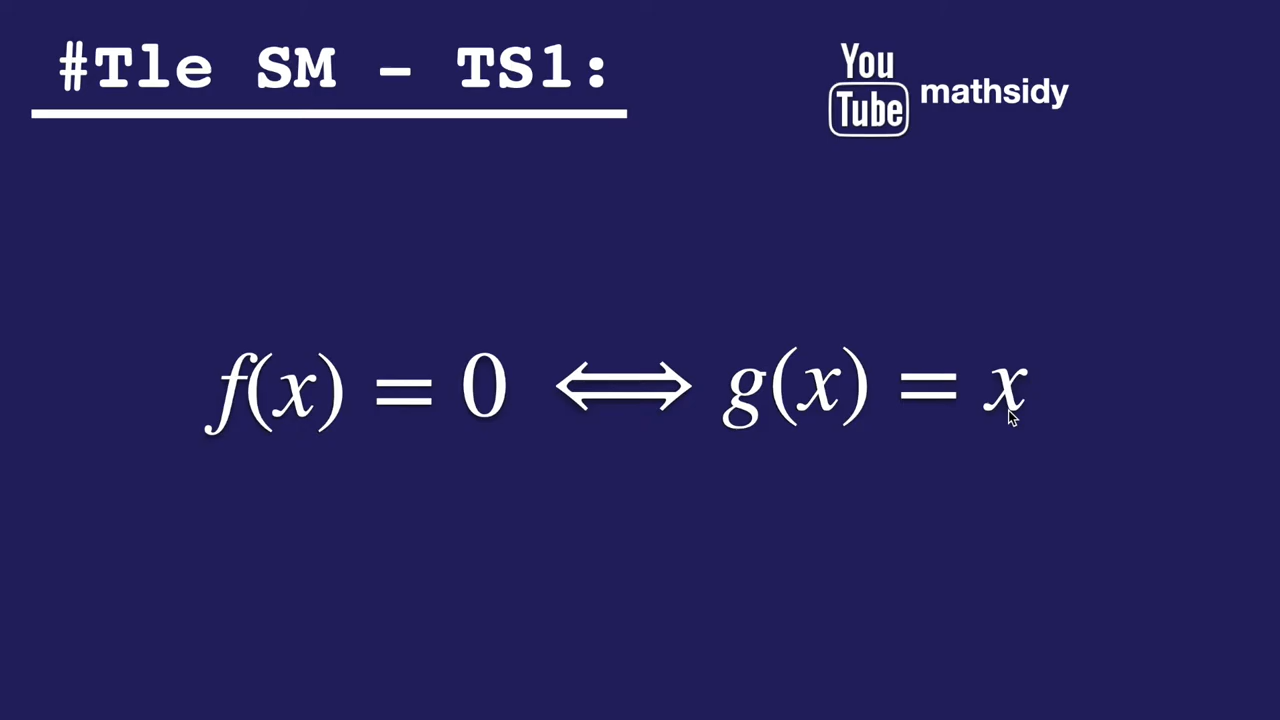 #Tle SM - TS1:
You
Tube
mathsidy
f(x) = 0 ⟺ g(x) = x